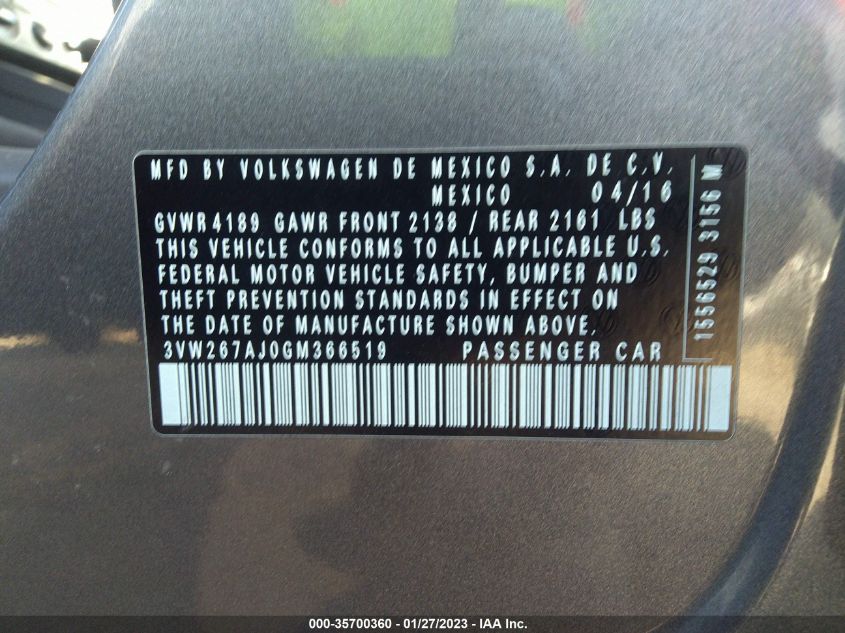 MFD BY VOLKSWAGEN DE MEXICO S.A. DE C.V.
MEXICO 04/16
GVWR 4189 GAWR FRONT 2138 / REAR 2161 LBS
THIS VEHICLE CONFORMS TO ALL APPLICABLE U.S.
FEDERAL MOTOR VEHICLE SAFETY, BUMPER AND
THEFT PREVENTION STANDARDS IN EFFECT ON
THE DATE OF MANUFACTURE SHOWN ABOVE.
3VW267AJ0GM366519 PASSENGER CAR
1556529 3156 M
000-35700360 - 01/27/2023 - IAA Inc.